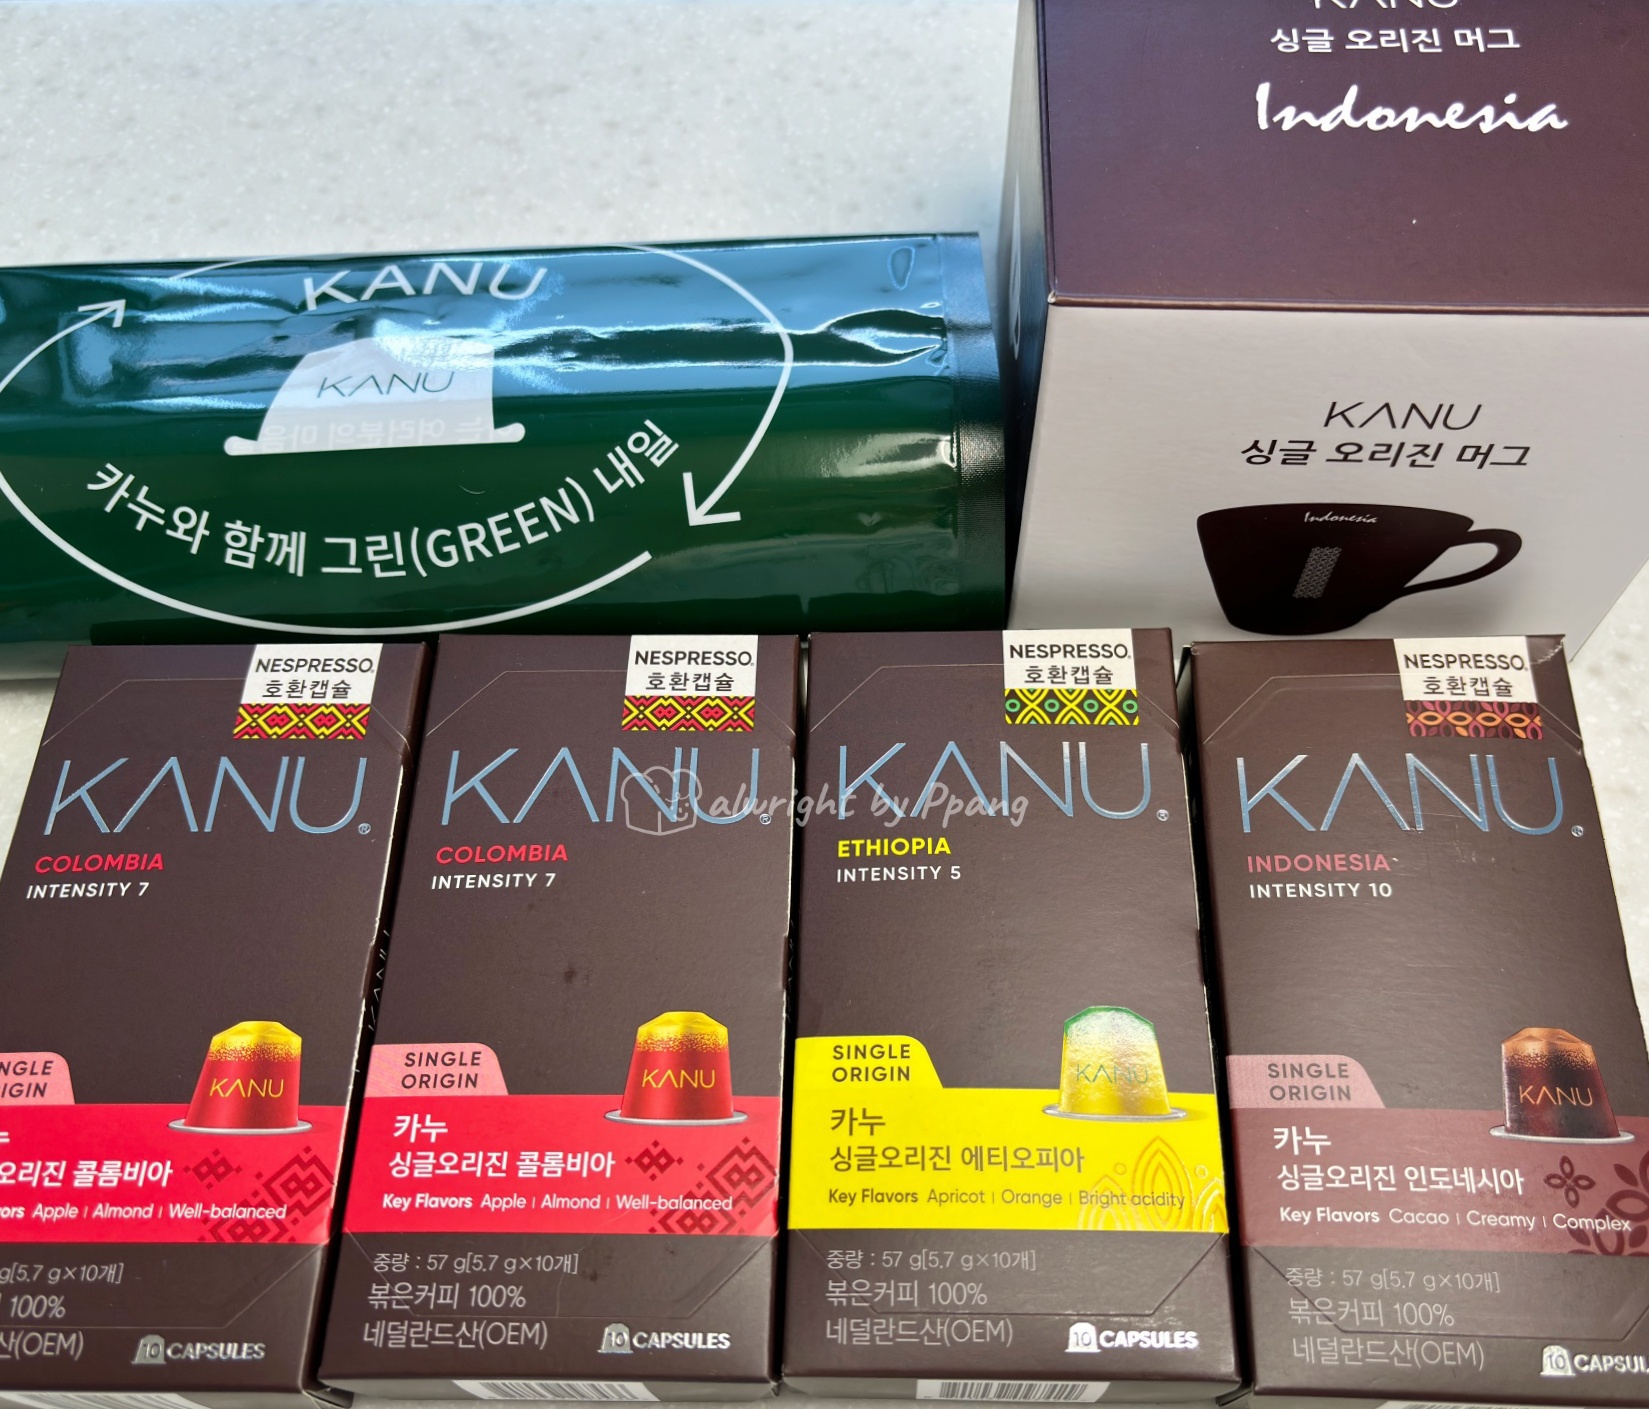 KANU
싱글 오리진 머그
Indonesia
KANU
싱글 오리진 머그
Indonesia
KANU
KANU
카누와 함께 그린(GREEN) 내일
NESPRESSO
호환캡슐
KANU®
COLOMBIA
INTENSITY 7
ORIGIN
KANU
오리진 콜롬비아
Apple | Almond | Well-balanced
g[5.7 g×10개]
100%
(OEM)
10 CAPSULES
NESPRESSO
호환캡슐
KANU®
COLOMBIA
INTENSITY 7
SINGLE
ORIGIN
KANU
카누
싱글오리진 콜롬비아
Key Flavors Apple | Almond | Well-balanced
중량 : 57 g[5.7 g×10개]
볶은커피 100%
네덜란드산(OEM)
10 CAPSULES
NESPRESSO
호환캡슐
KANU®
ETHIOPIA
INTENSITY 5
SINGLE
ORIGIN
KANU
카누
싱글오리진 에티오피아
Key Flavors Apricot | Orange | Bright acidity
중량 : 57 g[5.7 g×10개]
볶은커피 100%
네덜란드산(OEM)
10 CAPSULES
NESPRESSO
호환캡슐
KANU®
INDONESIA
INTENSITY 10
SINGLE
ORIGIN
KANU
카누
싱글오리진 인도네시아
Key Flavors Cacao | Creamy | Complex
중량 : 57 g[5.7 g×10개]
볶은커피 100%
네덜란드산(OEM)
10 CAPSUL
alwright by Ppang